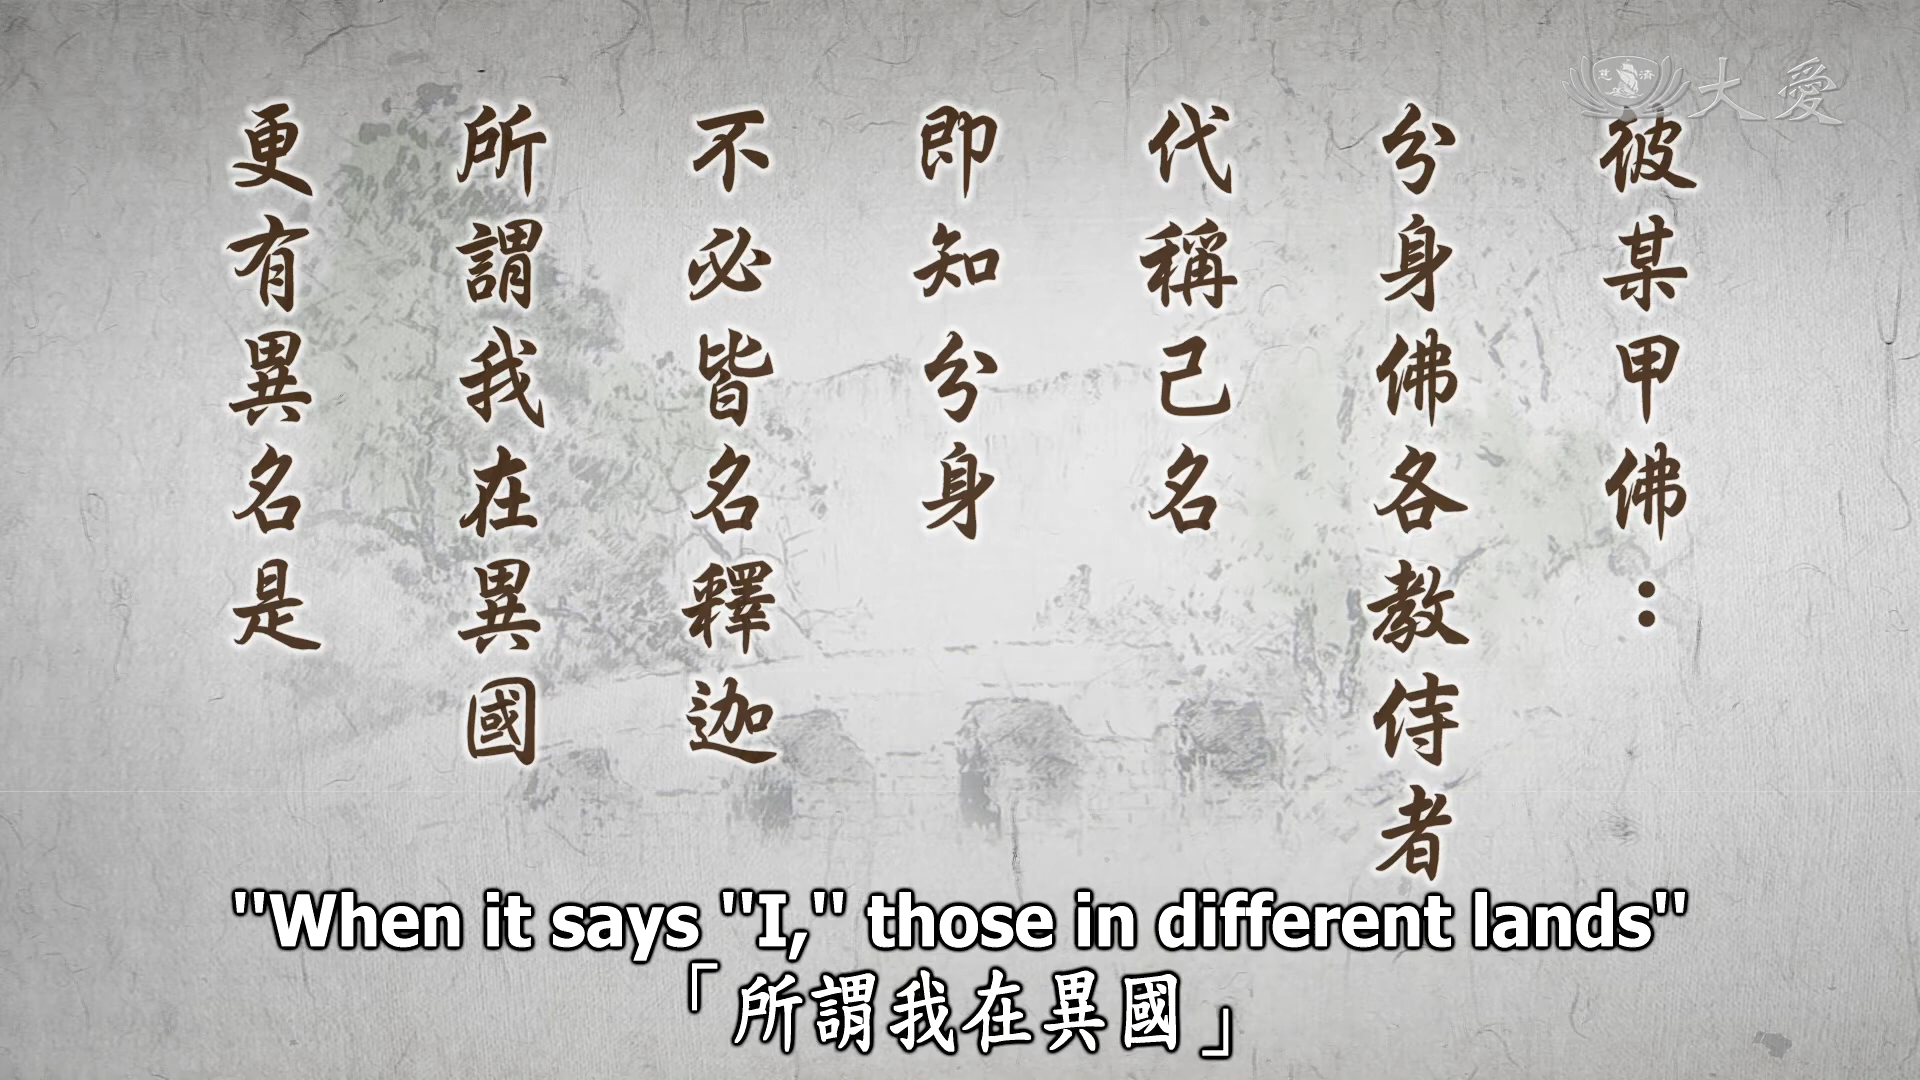 大愛
慈濟
彼某甲佛：
分身佛各教侍者
代稱己名
即知分身
不必皆名釋迦
所謂我在異國
更有異名是
"When it says "I," those in different lands"
「所謂我在異國」